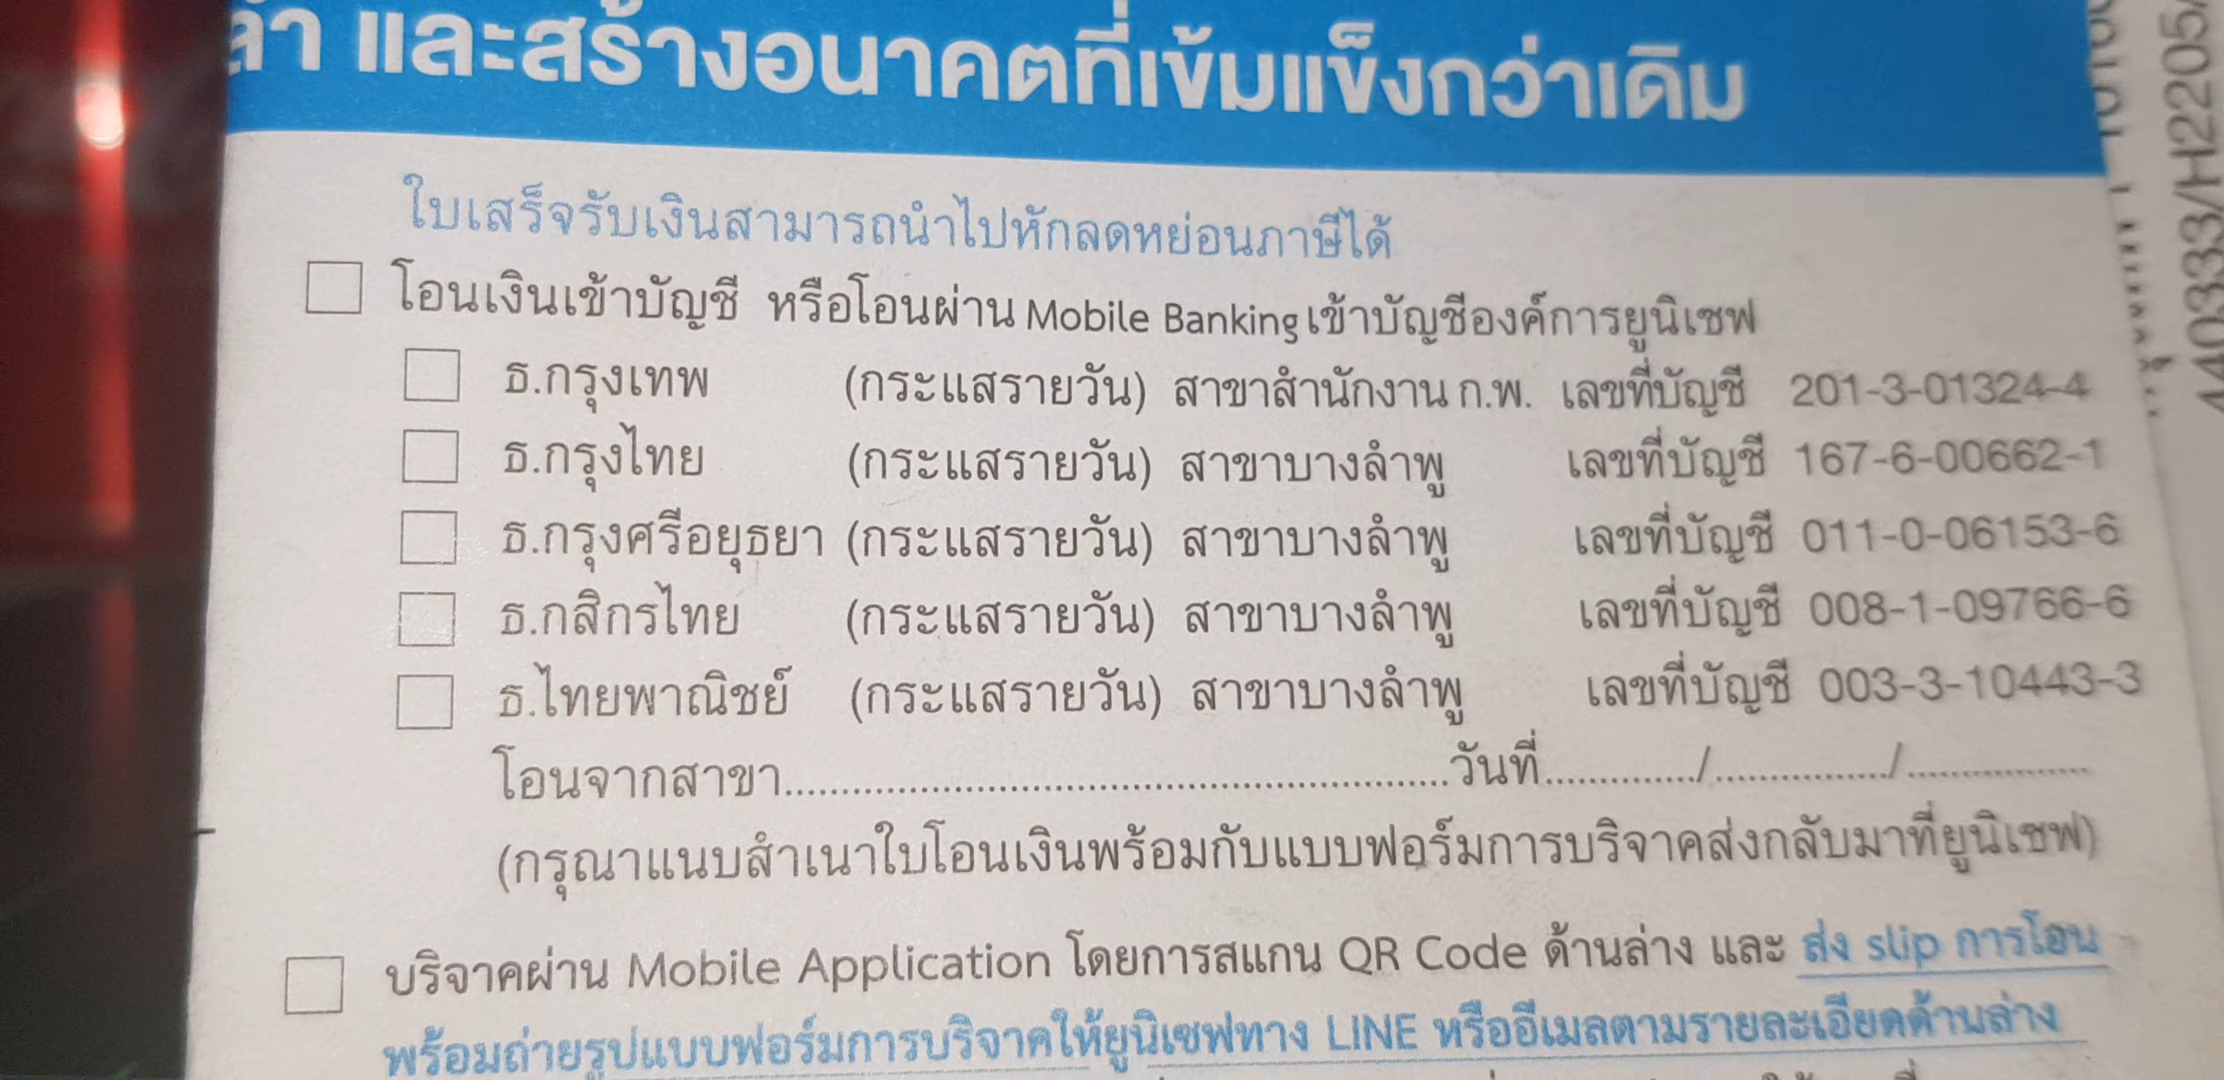 ล้ำ และสร้างอนาคตที่เข้มแข็งกว่าเดิม
ใบเสร็จรับเงินสามารถนำไปหักลดหย่อนภาษีได้
โอนเงินเข้าบัญชี หรือโอนผ่าน Mobile Banking เข้าบัญชีองค์การยูนิเซฟ
ธ.กรุงเทพ (กระแสรายวัน) สาขาสำนักงาน ก.พ. เลขที่บัญชี 201-3-01324-4
ธ.กรุงไทย (กระแสรายวัน) สาขาบางลำพู เลขที่บัญชี 167-6-00662-1
ธ.กรุงศรีอยุธยา (กระแสรายวัน) สาขาบางลำพู เลขที่บัญชี 011-0-06153-6
ธ.กสิกรไทย (กระแสรายวัน) สาขาบางลำพู เลขที่บัญชี 008-1-09766-6
ธ.ไทยพาณิชย์ (กระแสรายวัน) สาขาบางลำพู เลขที่บัญชี 003-3-10443-3
โอนจากสาขา..........................................................วันที่............../................/.................
(กรุณาแนบสำเนาใบโอนเงินพร้อมกับแบบฟอร์มการบริจาคส่งกลับมาที่ยูนิเซฟ)
บริจาคผ่าน Mobile Application โดยการสแกน QR Code ด้านล่าง และ ส่ง slip การโอน
พร้อมถ่ายรูปแบบฟอร์มการบริจาคให้ยูนิเซฟทาง LINE หรืออีเมลตามรายละเอียดด้านล่าง
440333/H2205/